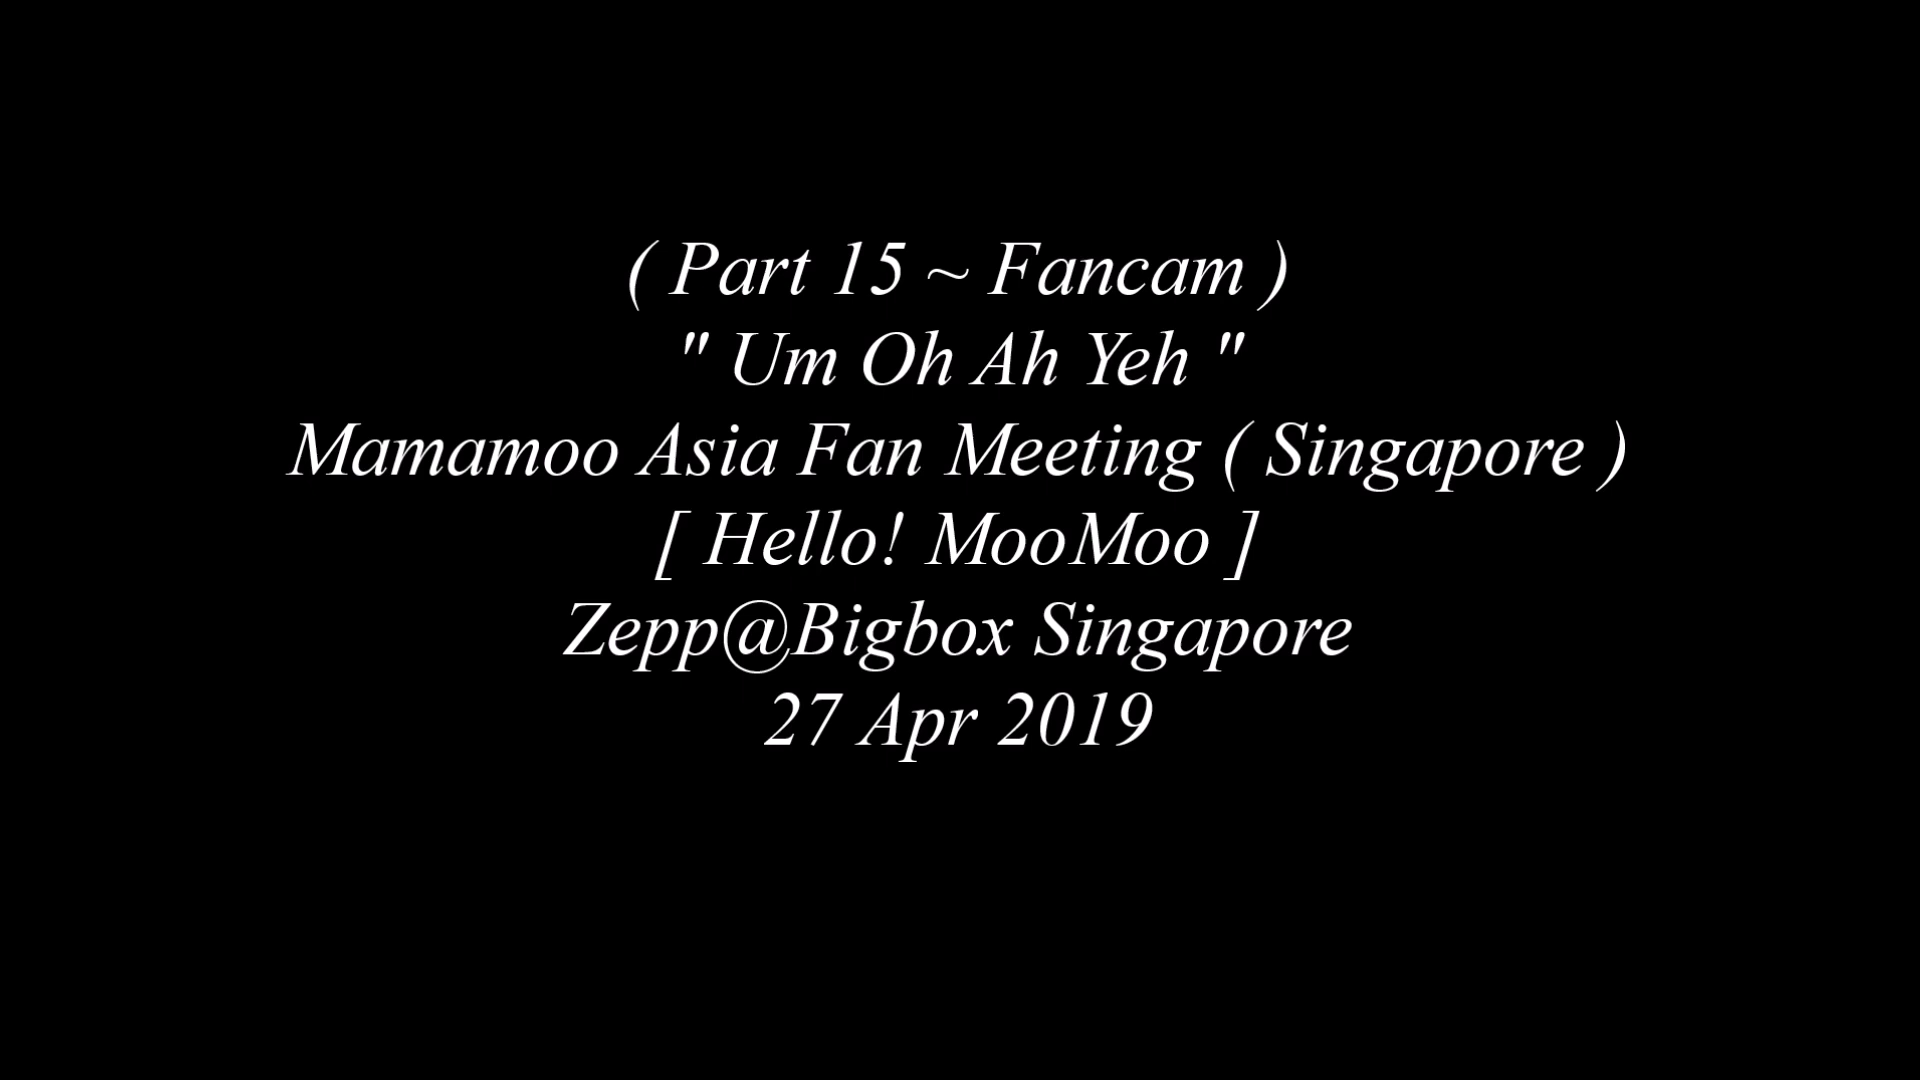 ( Part 15 ~ Fancam )
" Um Oh Ah Yeh "
Mamamoo Asia Fan Meeting ( Singapore )
[ Hello! MooMoo ]
Zepp@Bigbox Singapore
27 Apr 2019